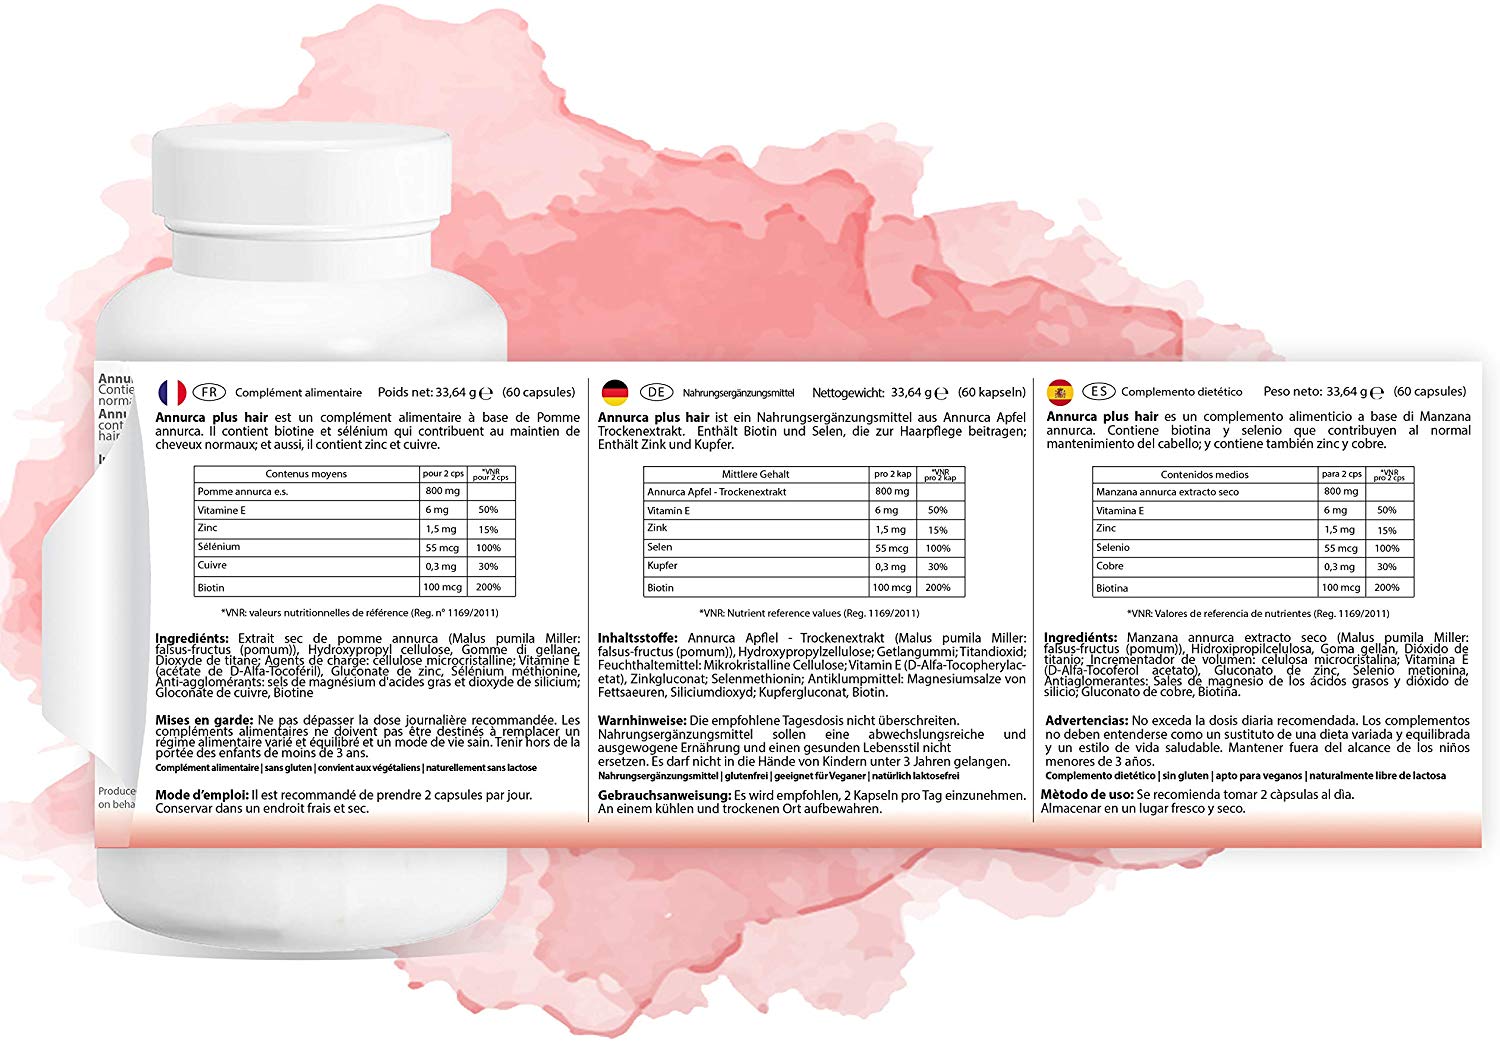 Annu
Contie
norm
Annu
cont
hair
FR Complément alimentaire Poids net: 33,64 g ℮ (60 capsules)
Annurca plus hair est un complément alimentaire à base de Pomme
annurca. Il contient biotine et sélénium qui contribuent au maintien de
cheveux normaux; et aussi, il contient zinc et cuivre.
Contenus moyens pour 2 cps *VNR pour 2 cps
Pomme annurca e.s. 800 mg
Vitamine E 6 mg 50%
Zinc 1,5 mg 15%
Sélénium 55 mcg 100%
Cuivre 0,3 mg 30%
Biotin 100 mcg 200%
*VNR: valeurs nutritionnelles de référence (Reg. n° 1169/2011)
Ingrediénts: Extrait sec de pomme annurca (Malus pumila Miller:
falsus-fructus (pomum)), Hydroxypropyl cellulose, Gomme di gellane,
Dioxyde de titane; Agents de charge: cellulose microcristalline; Vitamine E
(acétate de D-Alfa-Tocoféril), Gluconate de zinc, Sélénium méthionine,
Anti-agglomérants: sels de magnésium d'acides gras et dioxyde de silicium;
Gloconate de cuivre, Biotine
Mises en garde: Ne pas dépasser la dose journalière recommandée. Les
compléments alimentaires ne doivent pas être destinés à remplacer un
régime alimentaire varié et équilibré et un mode de vie sain. Tenir hors de la
portée des enfants de moins de 3 ans.
Complément alimentaire | sans gluten | convient aux végétaliens | naturellement sans lactose
Produce
on beha
Mode d'emploi: Il est recommandé de prendre 2 capsules par jour.
Conservar dans un endroit frais et sec.
DE Nahrungsergänzungsmittel Nettogewicht: 33,64 g ℮ (60 kapseln)
Annurca plus hair ist ein Nahrungsergänzungsmittel aus Annurca Apfel
Trockenextrakt. Enthält Biotin und Selen, die zur Haarpflege beitragen;
Enthält Zink und Kupfer.
Mittlere Gehalt pro 2 kap *VNR pro 2 kap
Annurca Apfel - Trockenextrakt 800 mg
Vitamin E 6 mg 50%
Zink 1,5 mg 15%
Selen 55 mcg 100%
Kupfer 0,3 mg 30%
Biotin 100 mcg 200%
*VNR: Nutrient reference values (Reg. 1169/2011)
Inhaltsstoffe: Annurca Apflel - Trockenextrakt (Malus pumila Miller:
falsus-fructus (pomum)), Hydroxypropylzellulose; Getlangummi; Titandioxid;
Feuchthaltemittel: Mikrokristalline Cellulose; Vitamin E (D-Alfa-Tocopherylac-
etat), Zinkgluconat; Selenmethionin; Antiklumpmittel: Magnesiumsalze von
Fettsaeuren, Siliciumdioxyd; Kupfergluconat, Biotin.
Warnhinweise: Die empfohlene Tagesdosis nicht überschreiten.
Nahrungsergänzungsmittel sollen eine abwechslungsreiche und
ausgewogene Ernährung und einen gesunden Lebensstil nicht
ersetzen. Es darf nicht in die Hände von Kindern unter 3 Jahren gelangen.
Nahrungsergänzungsmittel | glutenfrei | geeignet für Veganer | natürlich laktosefrei
Gebrauchsanweisung: Es wird empfohlen, 2 Kapseln pro Tag einzunehmen.
An einem kühlen und trockenen Ort aufbewahren.
ES Complemento dietético Peso neto: 33,64 g ℮ (60 capsules)
Annurca plus hair es un complemento alimenticio a base di Manzana
annurca. Contiene biotina y selenio que contribuyen al normal
mantenimiento del cabello; y contiene también zinc y cobre.
Contenidos medios para 2 cps *VNR pro 2 cps
Manzana annurca extracto seco 800 mg
Vitamina E 6 mg 50%
Zinc 1,5 mg 15%
Selenio 55 mcg 100%
Cobre 0,3 mg 30%
Biotina 100 mcg 200%
*VNR: Valores de referencia de nutrientes (Reg. 1169/2011)
Ingrediénts: Manzana annurca extracto seco (Malus pumila Miller:
falsus-fructus (pomum)), Hidroxipropilcelulosa, Goma gellán, Dióxido de
titanio; Incrementador de volumen: celulosa microcristalina; Vitamina E
(D-Alfa-Tocoferol acetato), Gluconato de zinc, Selenio metionina,
Antiaglomerantes: Sales de magnesio de los ácidos grasos y dióxido de
silicio; Gluconato de cobre, Biotina.
Advertencias: No exceda la dosis diaria recomendada. Los complementos
no deben entenderse como un sustituto de una dieta variada y equilibrada
y un estilo de vida saludable. Mantener fuera del alcance de los niños
menores de 3 años.
Complemento dietético | sin gluten | apto para veganos | naturalmente libre de lactosa
Mètodo de uso: Se recomienda tomar 2 càpsulas al dìa.
Almacenar en un lugar fresco y seco.